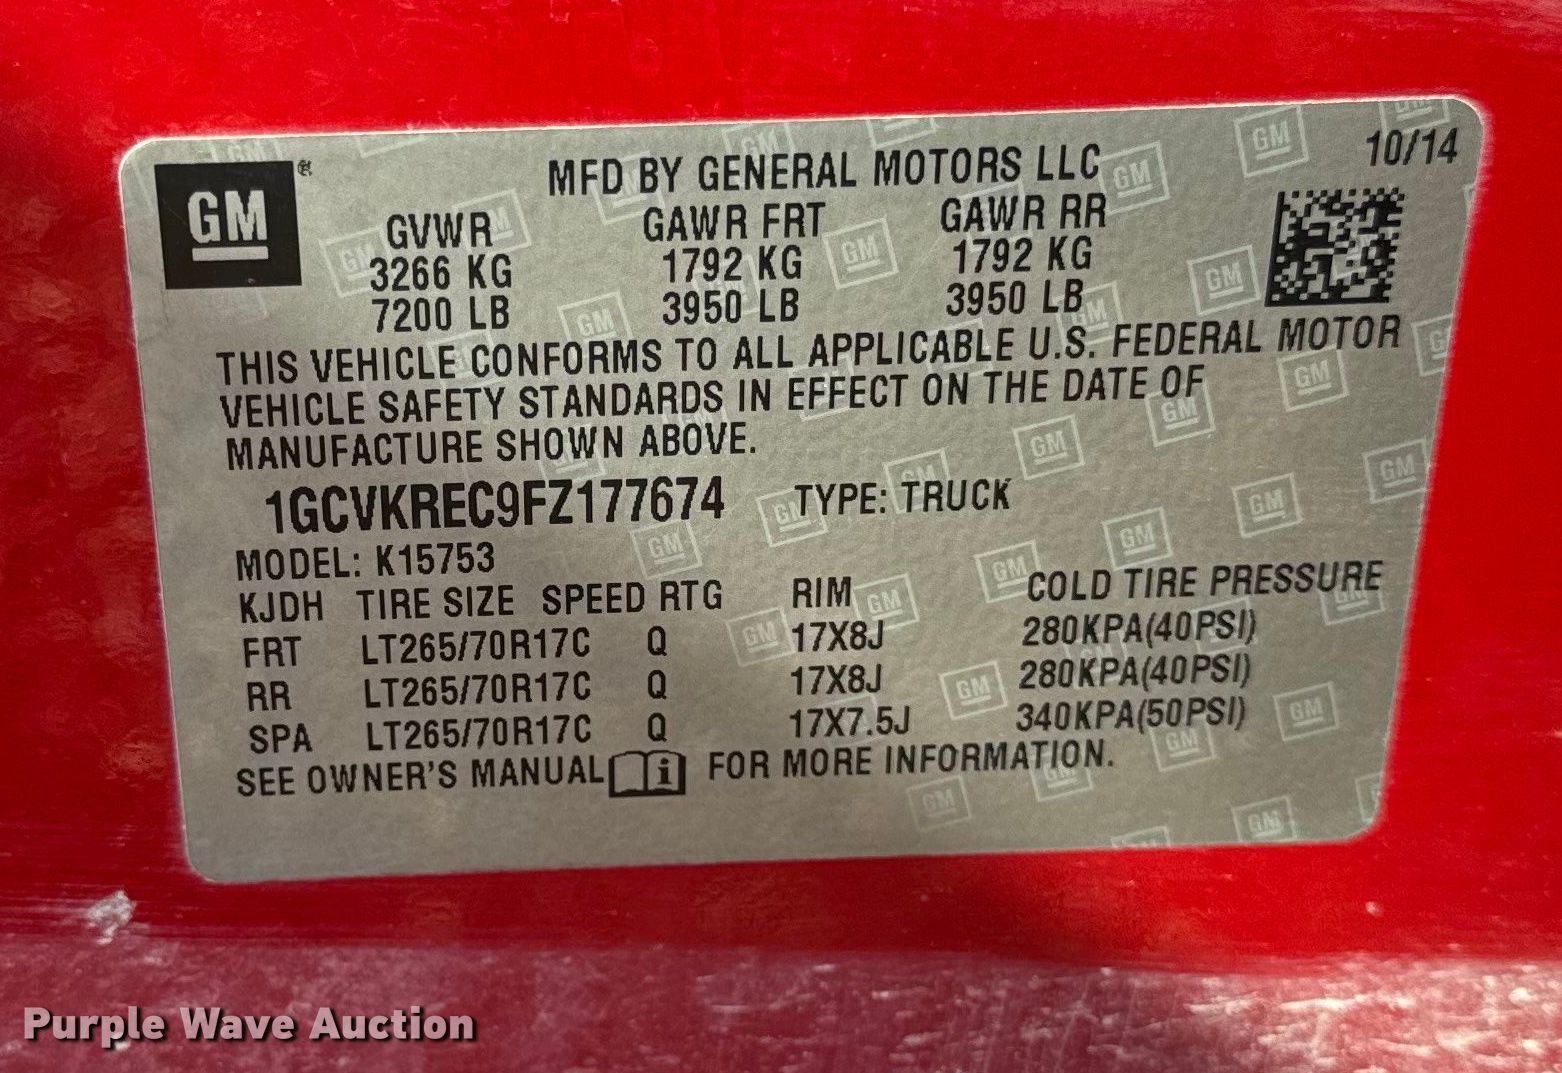 GM
MFD BY GENERAL MOTORS LLC 10/14
GVWR GAWR FRT GAWR RR
3266 KG 1792 KG 1792 KG
7200 LB 3950 LB 3950 LB
THIS VEHICLE CONFORMS TO ALL APPLICABLE U.S. FEDERAL MOTOR
VEHICLE SAFETY STANDARDS IN EFFECT ON THE DATE OF
MANUFACTURE SHOWN ABOVE.
1GCVKREC9FZ177674 TYPE: TRUCK
MODEL: K15753
KJDH TIRE SIZE SPEED RTG RIM COLD TIRE PRESSURE
FRT LT265/70R17C Q 17X8J 280KPA(40PSI)
RR LT265/70R17C Q 17X8J 280KPA(40PSI)
SPA LT265/70R17C Q 17X7.5J 340KPA(50PSI)
SEE OWNER'S MANUAL FOR MORE INFORMATION.
Purple Wave Auction